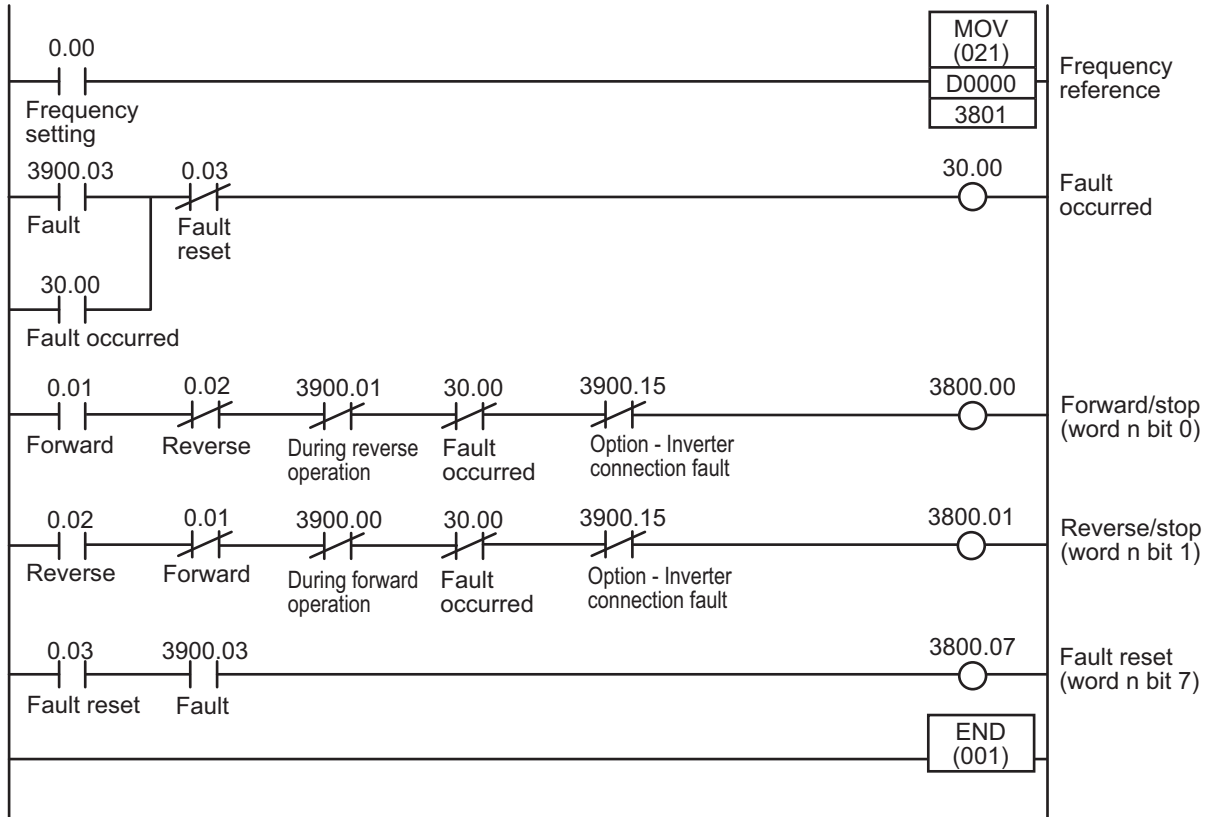 0.00
Frequency
setting
MOV
(021)
D0000
3801
Frequency
reference
3900.03
0.03
30.00
Fault
Fault
reset
Fault
occurred
30.00
Fault occurred
0.01
0.02
3900.01
30.00
3900.15
3800.00
Forward
Reverse
During reverse
operation
Fault
occurred
Option - Inverter
connection fault
Forward/stop
(word n bit 0)
0.02
0.01
3900.00
30.00
3900.15
3800.01
Reverse
Forward
During forward
operation
Fault
occurred
Option - Inverter
connection fault
Reverse/stop
(word n bit 1)
0.03
3900.03
3800.07
Fault reset
Fault
Fault reset
(word n bit 7)
END
(001)